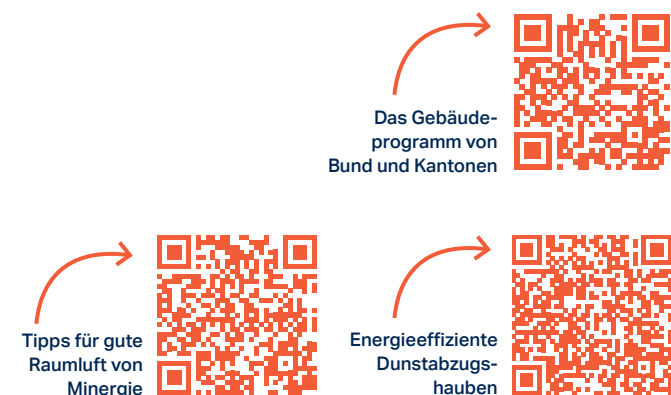 Das Gebäude-
programm von
Bund und Kantonen
Tipps für gute
Raumluft von
Minergie
Energieeffiziente
Dunstabzugs-
hauben